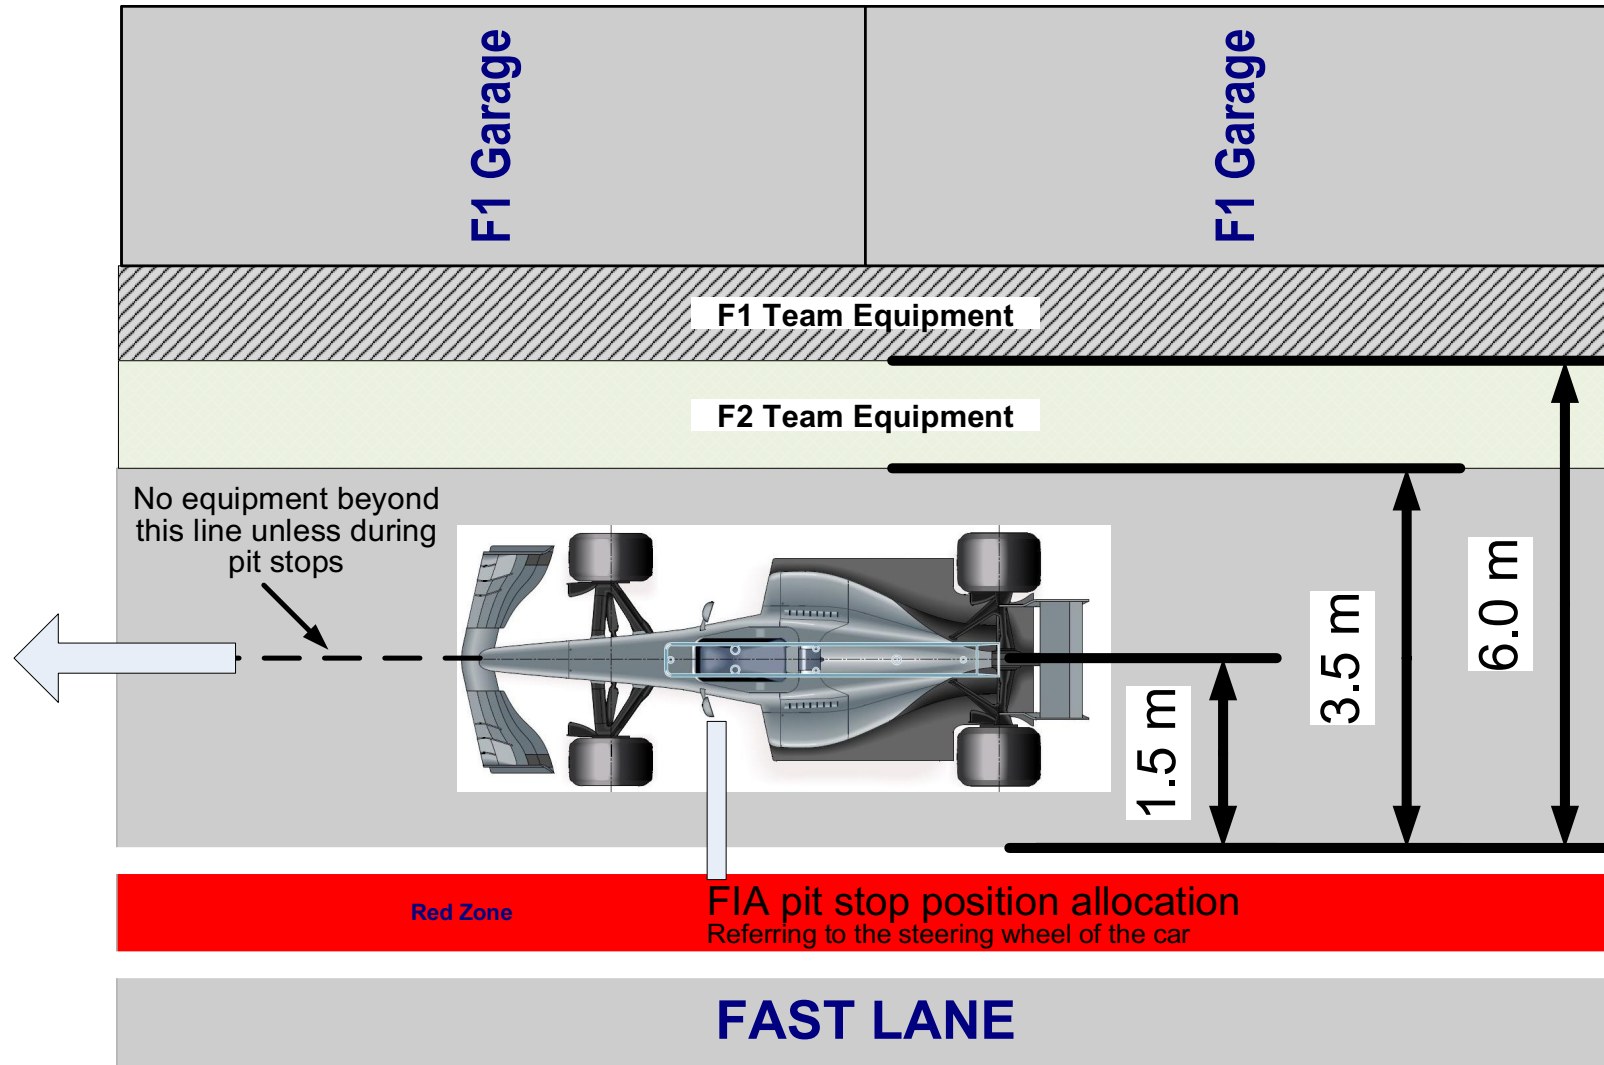 F1 Garage
F1 Garage
F1 Team Equipment
F2 Team Equipment
No equipment beyond
this line unless during
pit stops
1.5 m
3.5 m
6.0 m
Red Zone
FIA pit stop position allocation
Referring to the steering wheel of the car
FAST LANE